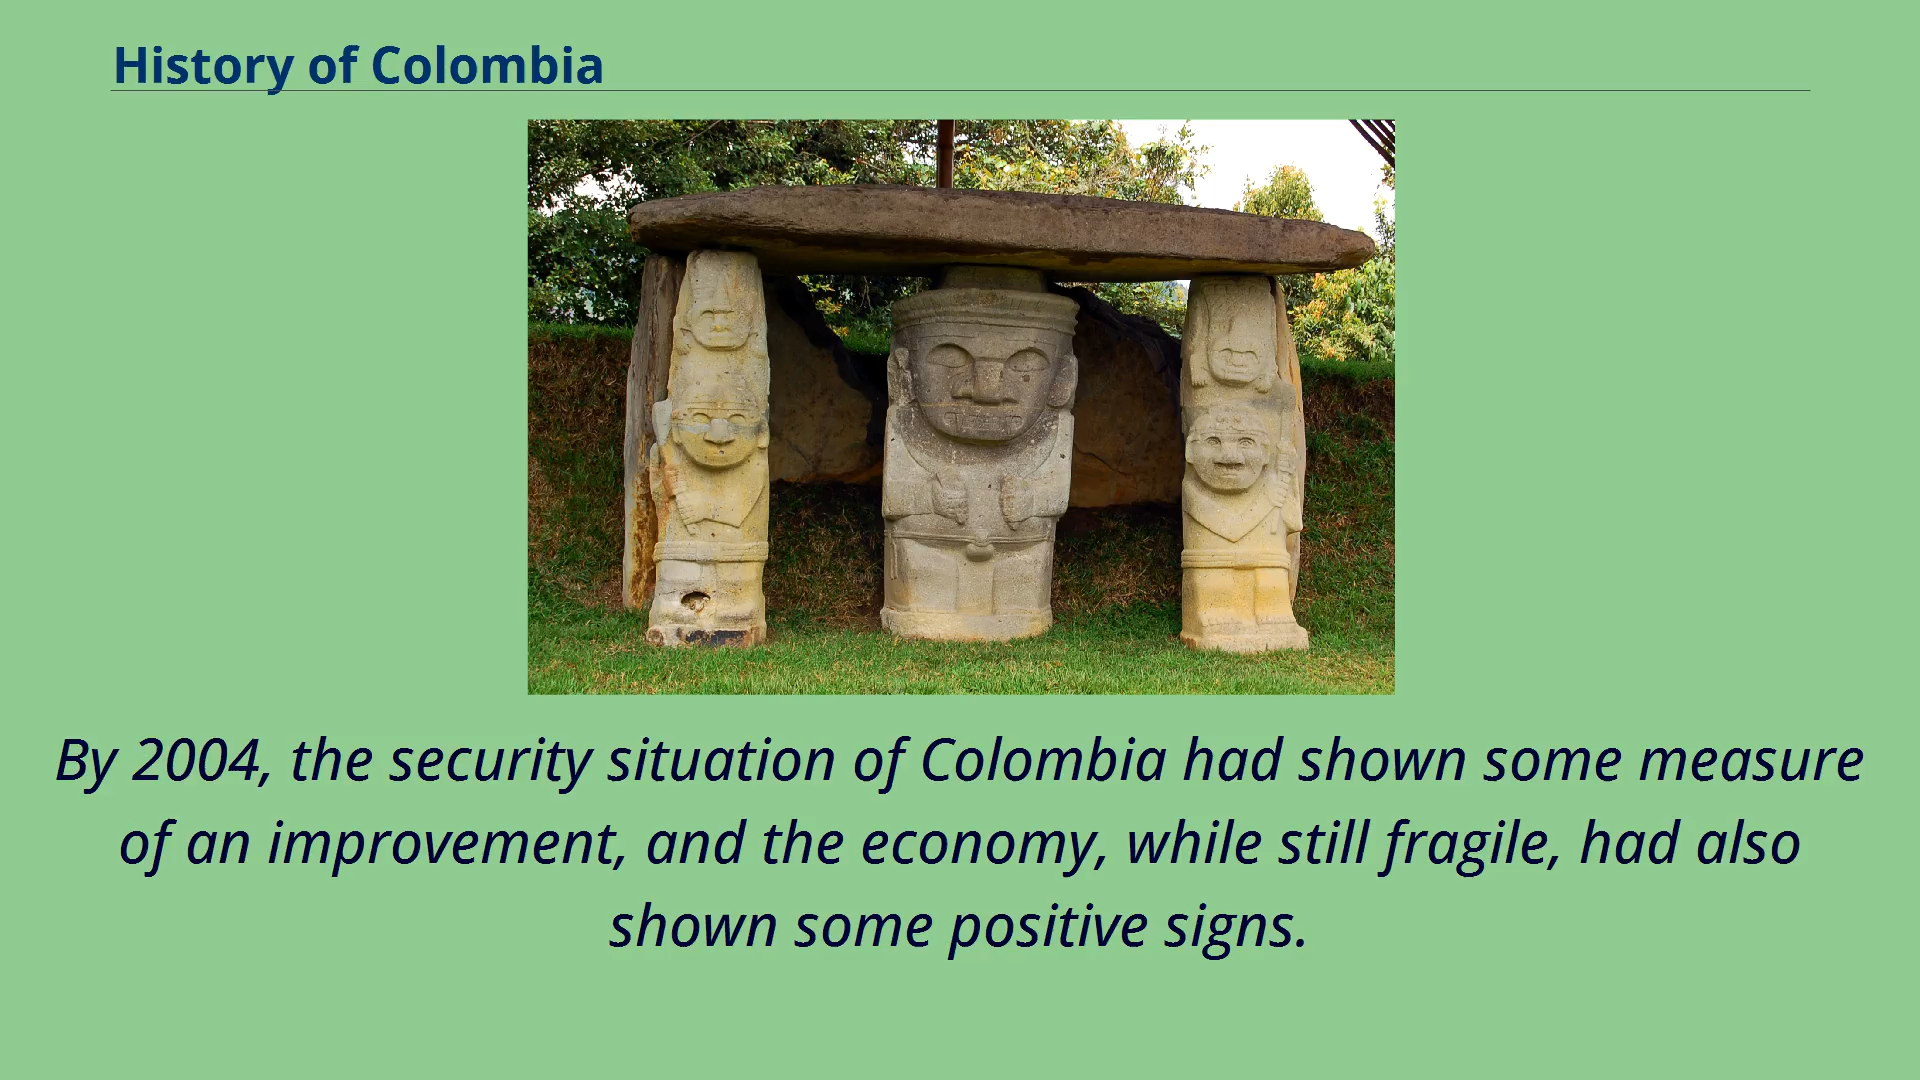 History of Colombia
By 2004, the security situation of Colombia had shown some measure
of an improvement, and the economy, while still fragile, had also
shown some positive signs.